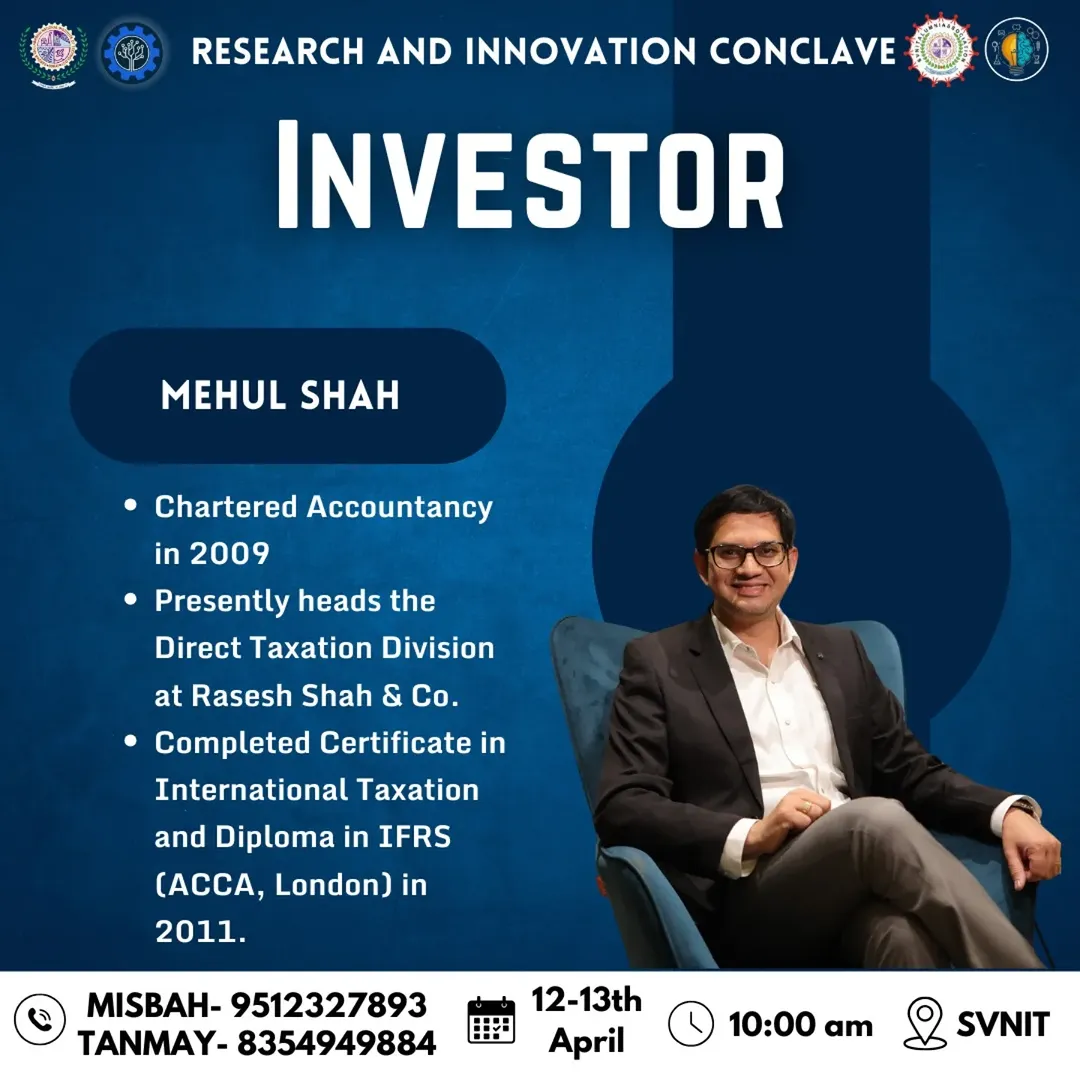 RESEARCH AND INNOVATION CONCLAVE
INVESTOR
MEHUL SHAH
• Chartered Accountancy
in 2009
• Presently heads the
Direct Taxation Division
at Rasesh Shah & Co.
• Completed Certificate in
International Taxation
and Diploma in IFRS
(ACCA, London) in
2011.
MISBAH- 9512327893
TANMAY- 8354949884
12-13th
April
10:00 am
SVNIT